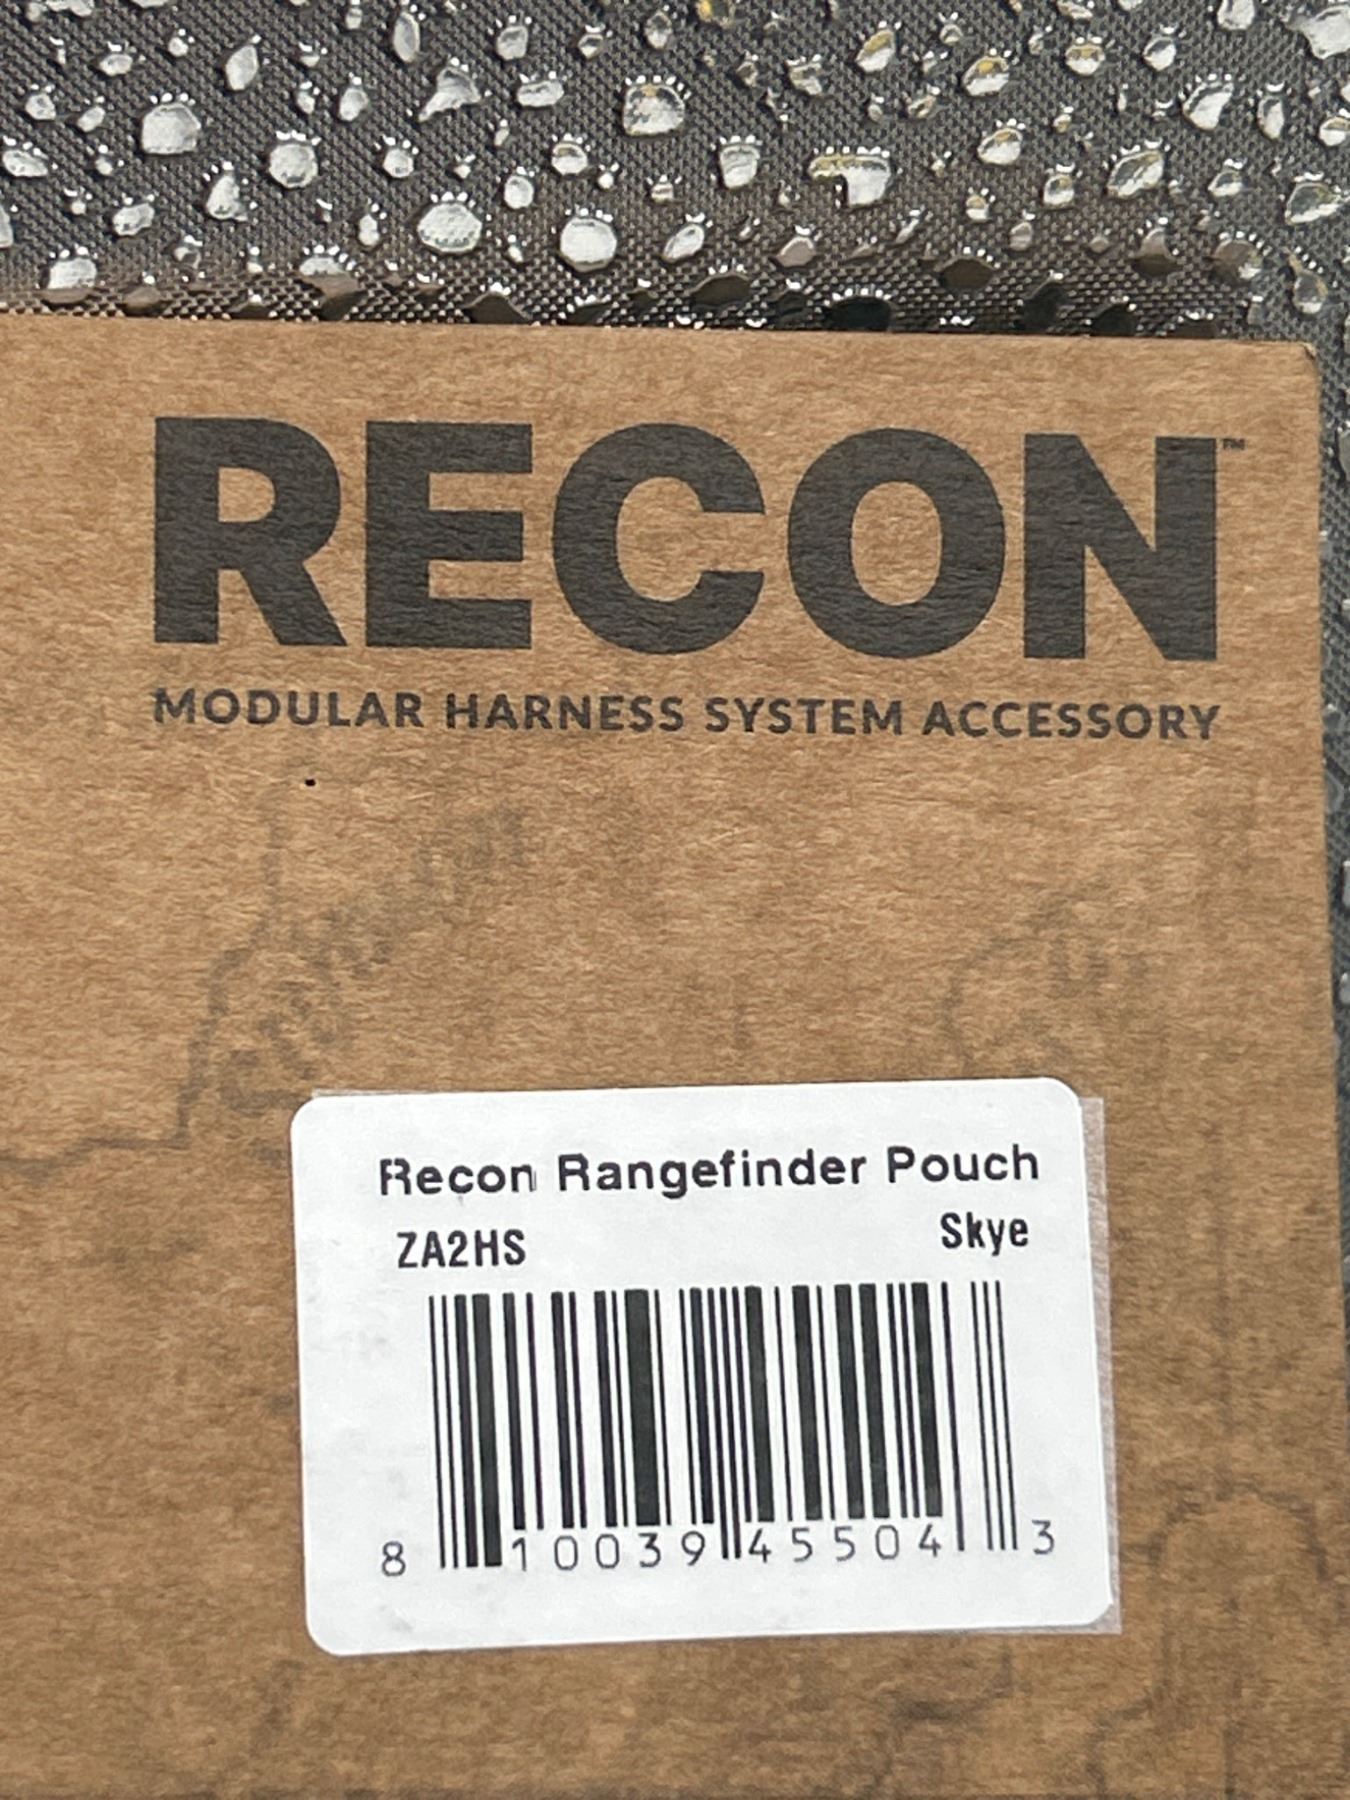 RECON™
MODULAR HARNESS SYSTEM ACCESSORY
Recon Rangefinder Pouch
ZA2HS Skye
8 10039 45504 3